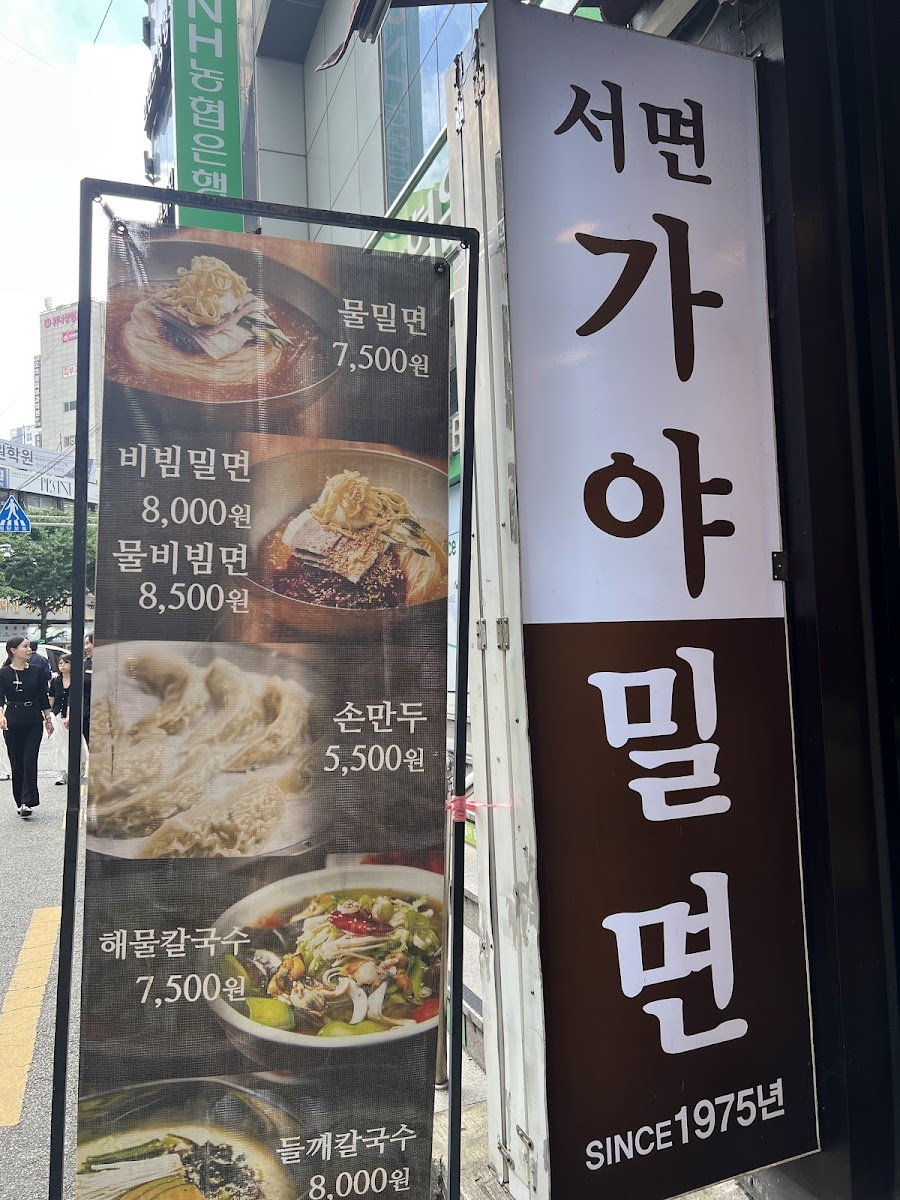 NH농협은행
물밀면
7,500원
비빔밀면
8,000원
물비빔면
8,500원
손만두
5,500원
해물칼국수
7,500원
들깨칼국수
8,000원
서면
가야
밀면
SINCE1975년